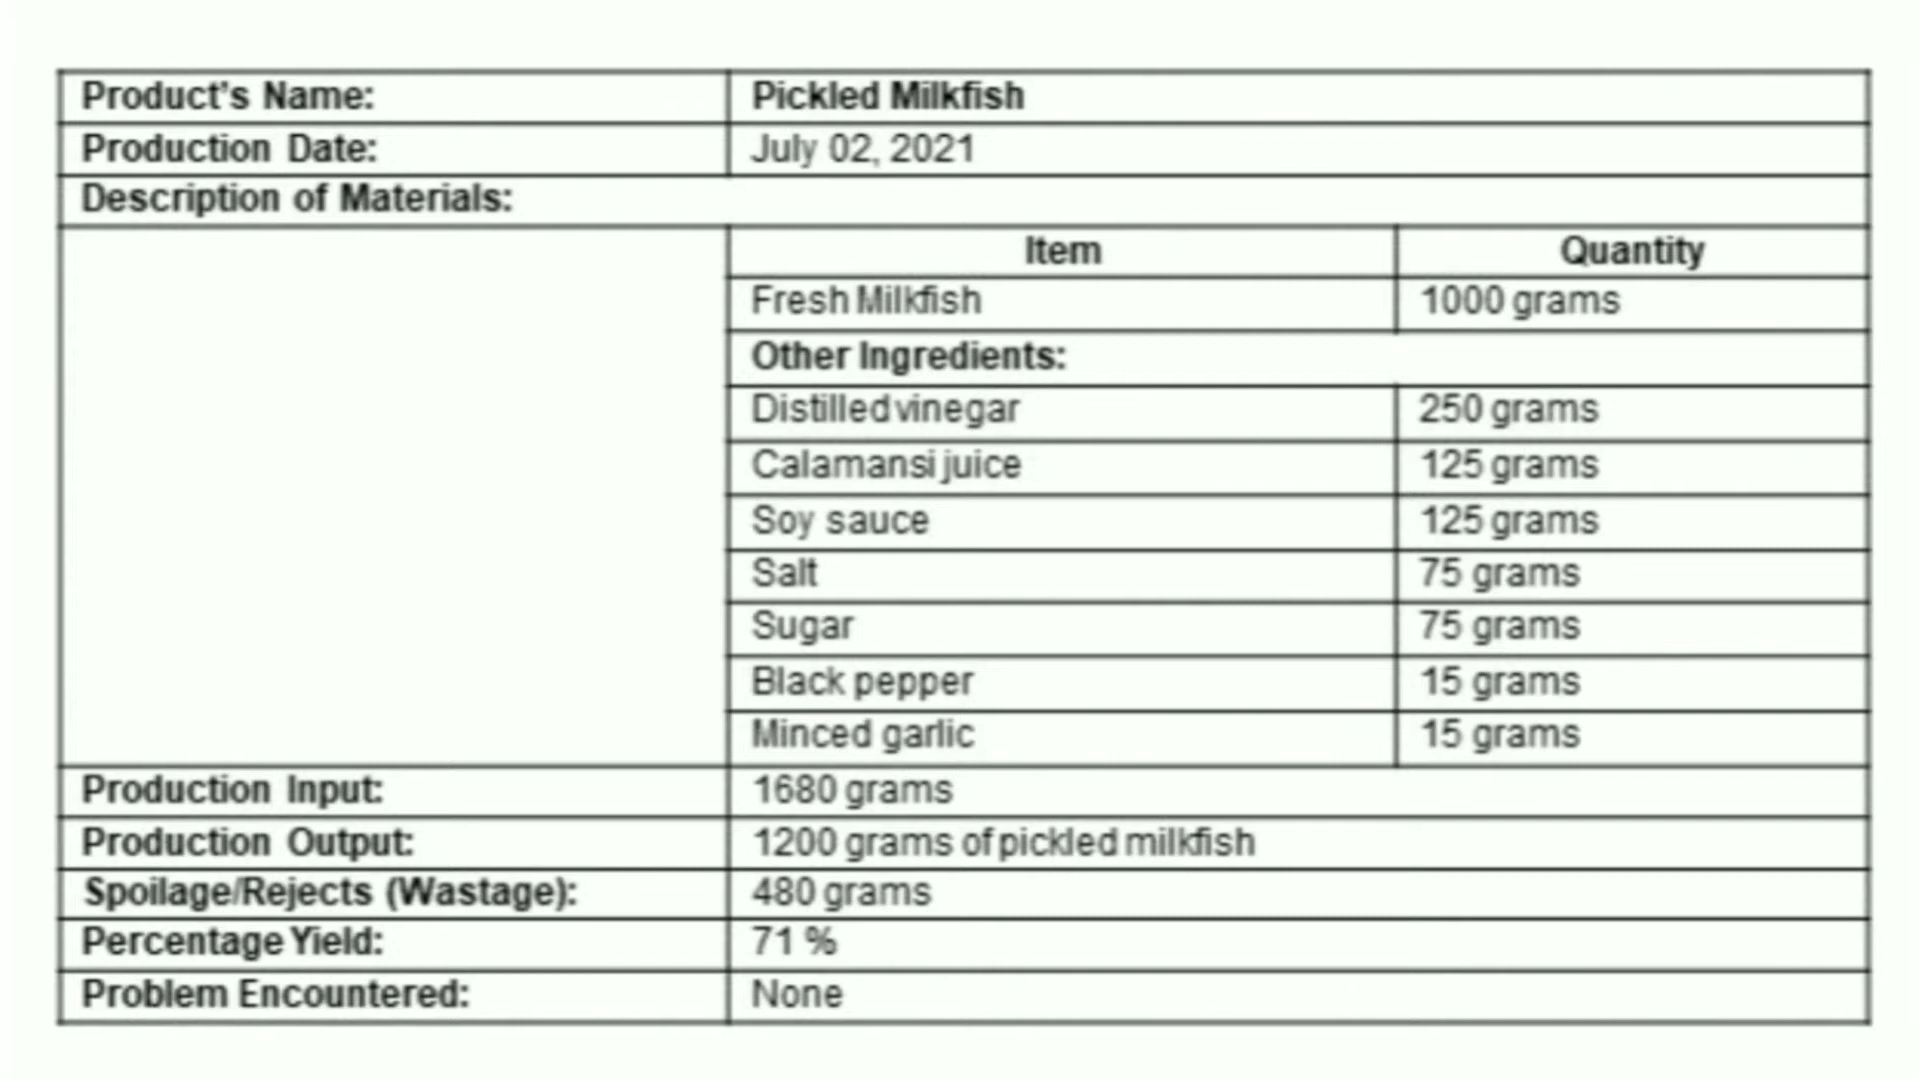 Product's Name: Pickled Milkfish
Production Date: July 02, 2021
Description of Materials:
Item Quantity
Fresh Milkfish 1000 grams
Other Ingredients:
Distilled vinegar 250 grams
Calamansi juice 125 grams
Soy sauce 125 grams
Salt 75 grams
Sugar 75 grams
Black pepper 15 grams
Minced garlic 15 grams
Production Input: 1680 grams
Production Output: 1200 grams of pickled milkfish
Spoilage/Rejects (Wastage): 480 grams
Percentage Yield: 71 %
Problem Encountered: None